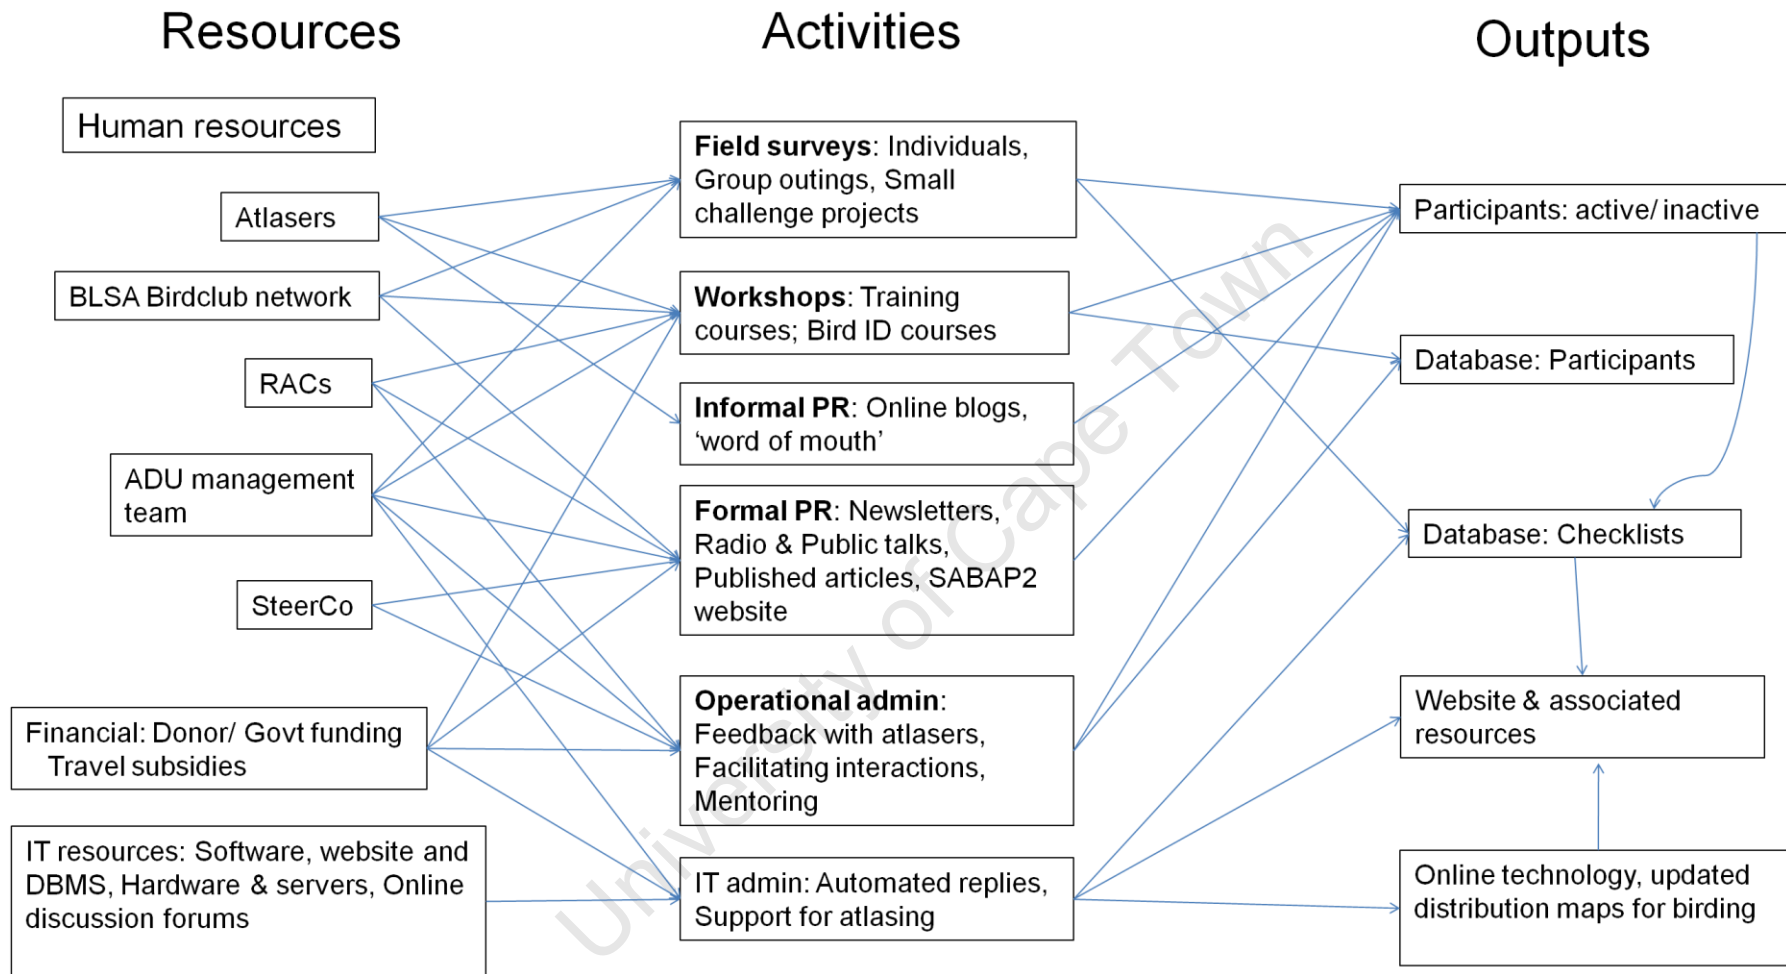 Resources
Activities
Outputs
Human resources
Atlasers
BLSA Birdclub network
RACs
ADU management
team
SteerCo
Financial: Donor/ Govt funding
Travel subsidies
IT resources: Software, website and
DBMS, Hardware & servers, Online
discussion forums
Field surveys: Individuals,
Group outings, Small
challenge projects
Workshops: Training
courses; Bird ID courses
Informal PR: Online blogs,
‘word of mouth’
Formal PR: Newsletters,
Radio & Public talks,
Published articles, SABAP2
website
Operational admin:
Feedback with atlasers,
Facilitating interactions,
Mentoring
IT admin: Automated replies,
Support for atlasing
Participants: active/ inactive
Database: Participants
Database: Checklists
Website & associated
resources
Online technology, updated
distribution maps for birding
University of Cape Town